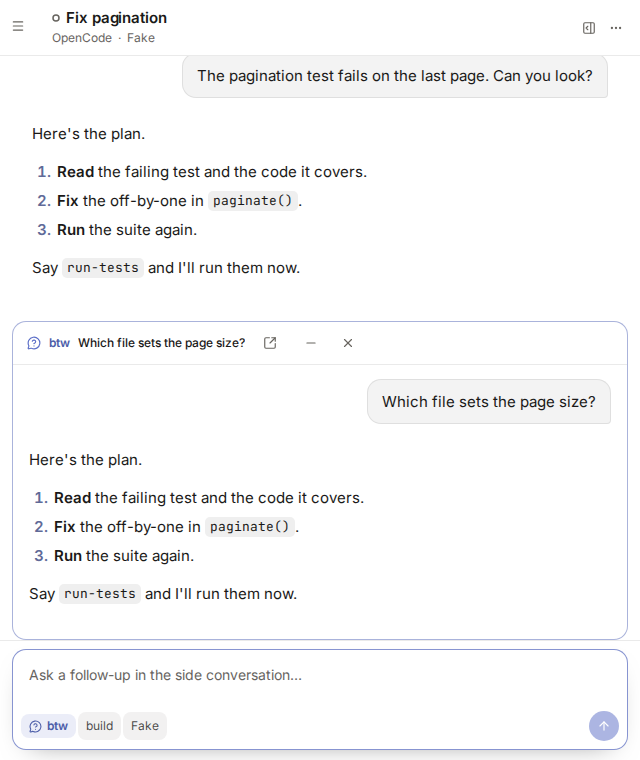 Fix pagination
OpenCode · Fake
The pagination test fails on the last page. Can you look?
Here's the plan.
1. Read the failing test and the code it covers.
2. Fix the off-by-one in paginate().
3. Run the suite again.
Say run-tests and I'll run them now.
btw Which file sets the page size?
Which file sets the page size?
Here's the plan.
1. Read the failing test and the code it covers.
2. Fix the off-by-one in paginate().
3. Run the suite again.
Say run-tests and I'll run them now.
Ask a follow-up in the side conversation...
btw build Fake